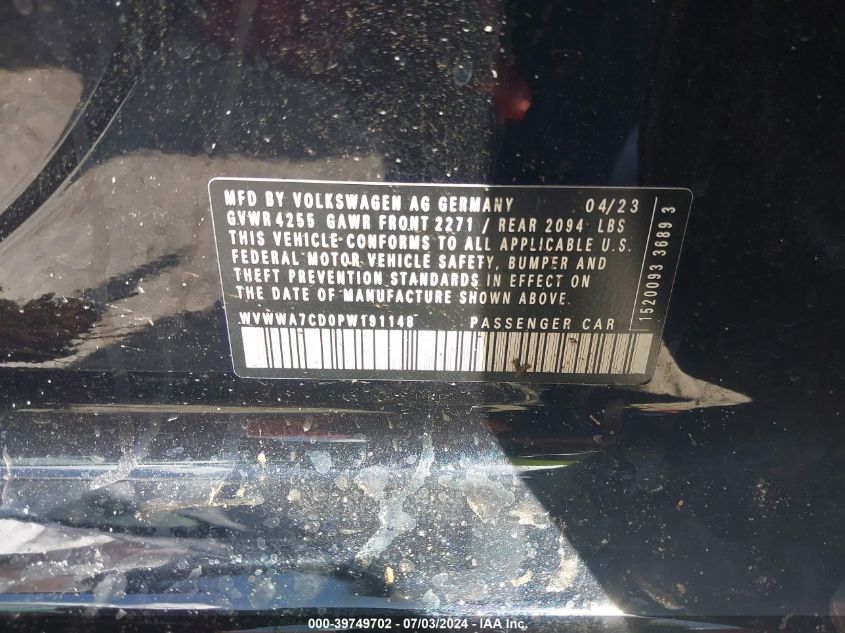 MFD BY VOLKSWAGEN AG GERMANY 04/23
GVWR 4255 GAWR FRONT 2271 / REAR 2094 LBS
THIS VEHICLE CONFORMS TO ALL APPLICABLE U.S.
FEDERAL MOTOR VEHICLE SAFETY, BUMPER AND
THEFT PREVENTION STANDARDS IN EFFECT ON
THE DATE OF MANUFACTURE SHOWN ABOVE.
WVWWA7CD0PW191148 PASSENGER CAR
1520093 3689 3
000-39749702 - 07/03/2024 - IAA Inc.